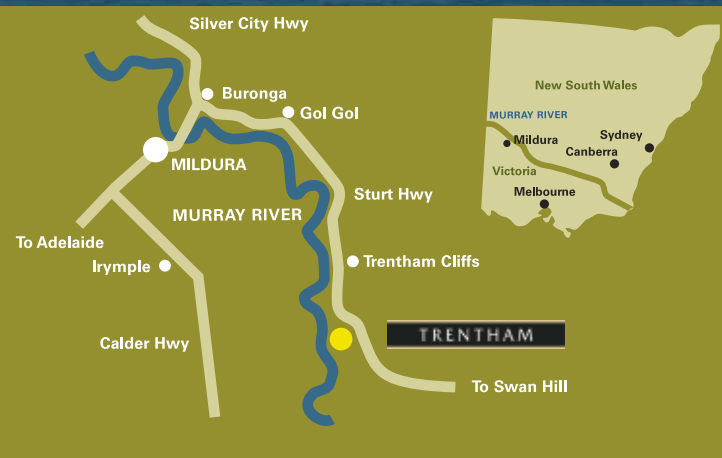 Silver City Hwy
Buronga
Gol Gol
MILDURA
MURRAY RIVER
Sturt Hwy
To Adelaide
Irymple
Trentham Cliffs
Calder Hwy
TRENTHAM
To Swan Hill
New South Wales
MURRAY RIVER
Mildura
Sydney
Canberra
Victoria
Melbourne